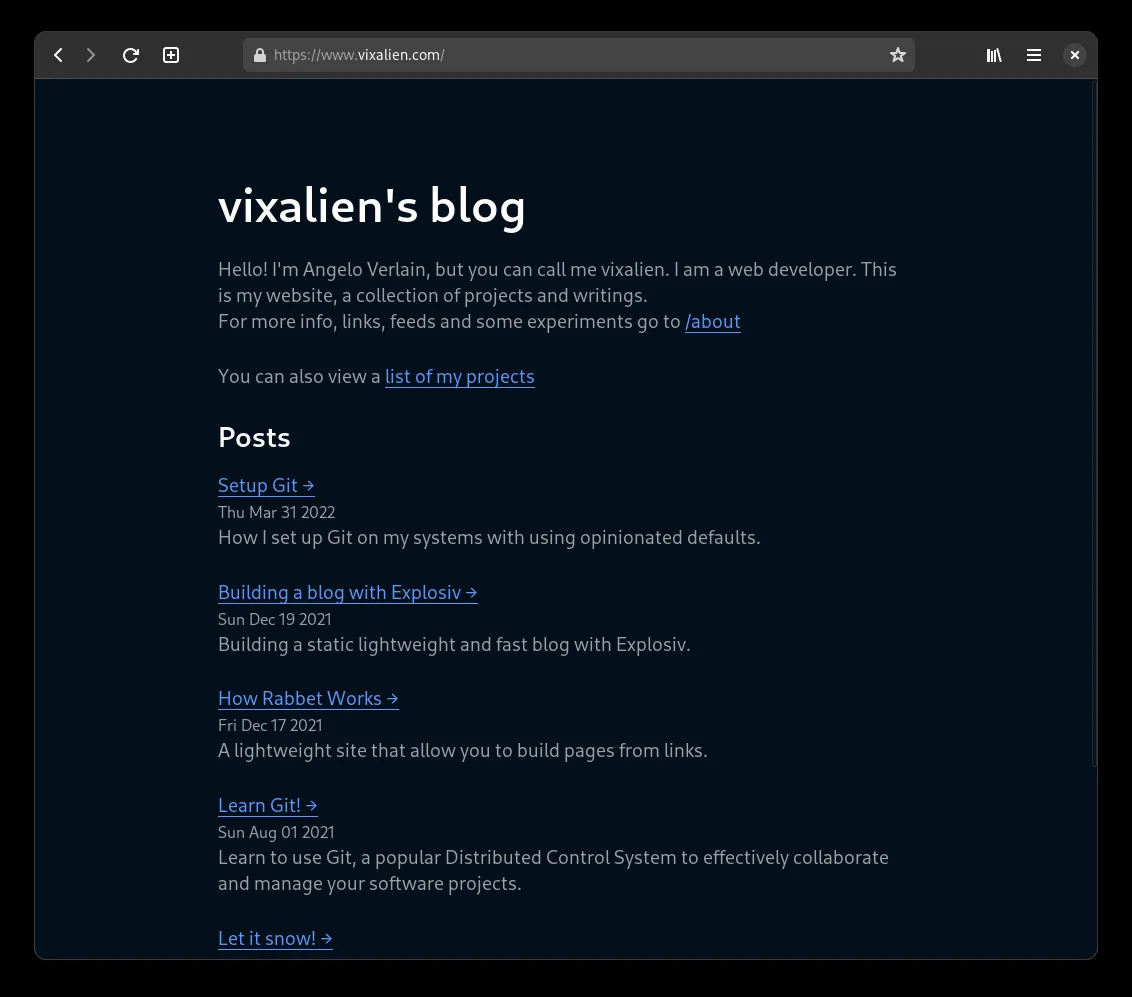 https://www.vixalien.com/
vixalien's blog
Hello! I'm Angelo Verlain, but you can call me vixalien. I am a web developer. This
is my website, a collection of projects and writings.
For more info, links, feeds and some experiments go to /about
You can also view a list of my projects
Posts
Setup Git →
Thu Mar 31 2022
How I set up Git on my systems with using opinionated defaults.
Building a blog with Explosiv →
Sun Dec 19 2021
Building a static lightweight and fast blog with Explosiv.
How Rabbet Works →
Fri Dec 17 2021
A lightweight site that allow you to build pages from links.
Learn Git! →
Sun Aug 01 2021
Learn to use Git, a popular Distributed Control System to effectively collaborate
and manage your software projects.
Let it snow! →